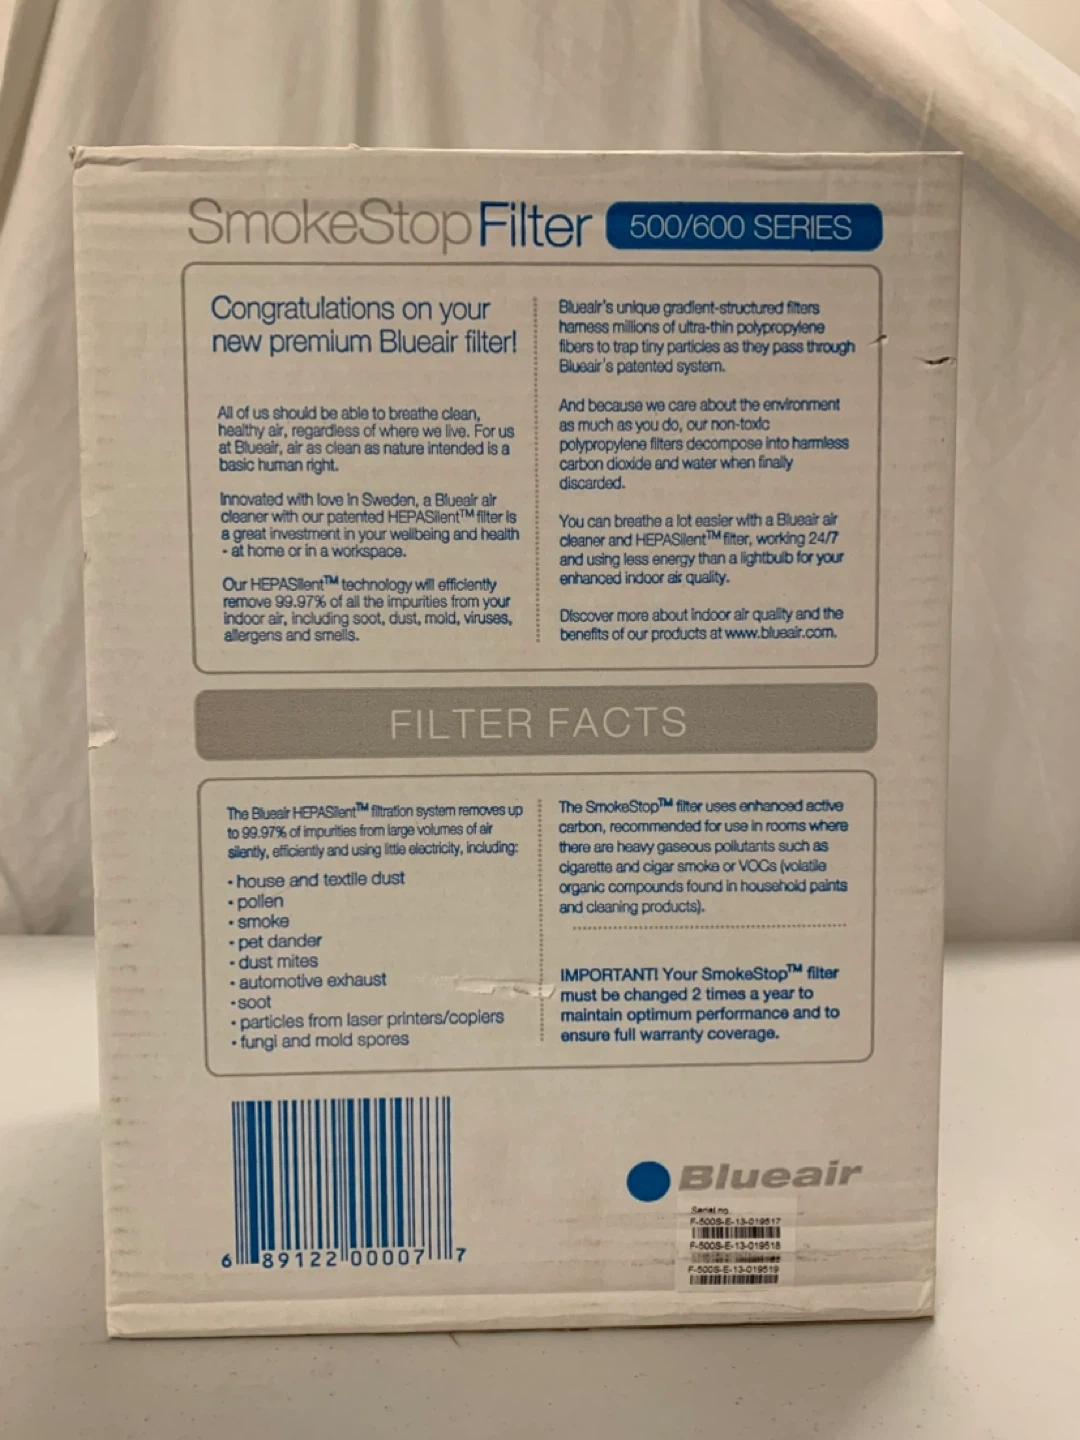 SmokeStop Filter 500/600 SERIES
Congratulations on your
new premium Blueair filter!
All of us should be able to breathe clean,
healthy air, regardless of where we live. For us
at Blueair, air as clean as nature intended is a
basic human right.
Innovated with love in Sweden, a Blueair air
cleaner with our patented HEPASilent™ filter is
a great investment in your wellbeing and health
- at home or in a workspace.
Our HEPASilent™ technology will efficiently
remove 99.97% of all the impurities from your
indoor air, including soot, dust, mold, viruses,
allergens and smells.
Blueair's unique gradient-structured filters
harness millions of ultra-thin polypropylene
fibers to trap tiny particles as they pass through
Blueair's patented system.
And because we care about the environment
as much as you do, our non-toxic
polypropylene filters decompose into harmless
carbon dioxide and water when finally
discarded.
You can breathe a lot easier with a Blueair air
cleaner and HEPASilent™ filter, working 24/7
and using less energy than a lightbulb for your
enhanced indoor air quality.
Discover more about indoor air quality and the
benefits of our products at www.blueair.com.
FILTER FACTS
The Blueair HEPASilent™ filtration system removes up
to 99.97% of impurities from large volumes of air
silently, efficiently and using little electricity, including:
• house and textile dust
• pollen
• smoke
• pet dander
• dust mites
• automotive exhaust
• soot
• particles from laser printers/copiers
• fungi and mold spores
The SmokeStop™ filter uses enhanced active
carbon, recommended for use in rooms where
there are heavy gaseous pollutants such as
cigarette and cigar smoke or VOCs (volatile
organic compounds found in household paints
and cleaning products).
IMPORTANT! Your SmokeStop™ filter
must be changed 2 times a year to
maintain optimum performance and to
ensure full warranty coverage.
6 89122 00007 7
Blueair
Serial no.
F-500S-E-13-019517
F-500S-E-13-019518
F-500S-E-13-019519